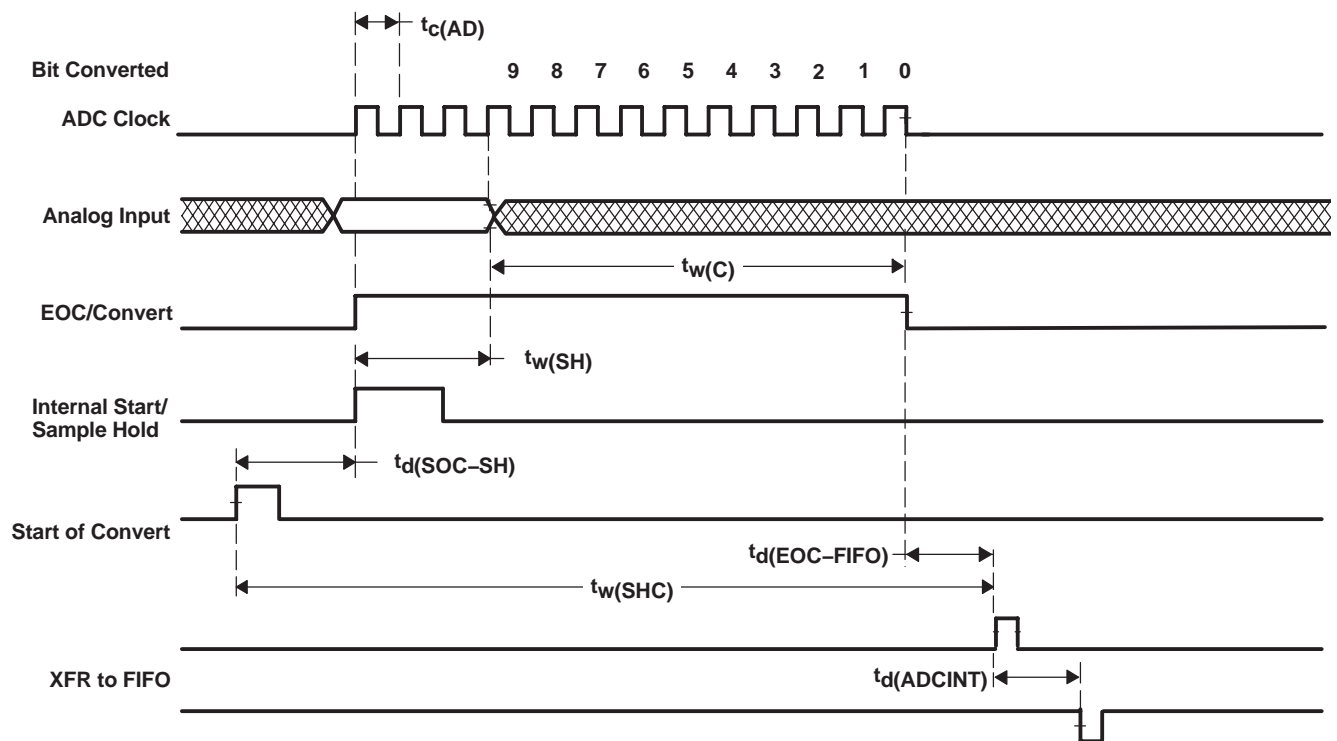 tc(AD)
Bit Converted
9 8 7 6 5 4 3 2 1 0
ADC Clock
Analog Input
tw(C)
EOC/Convert
tw(SH)
Internal Start/
Sample Hold
td(SOC–SH)
Start of Convert
td(EOC–FIFO)
tw(SHC)
XFR to FIFO
td(ADCINT)